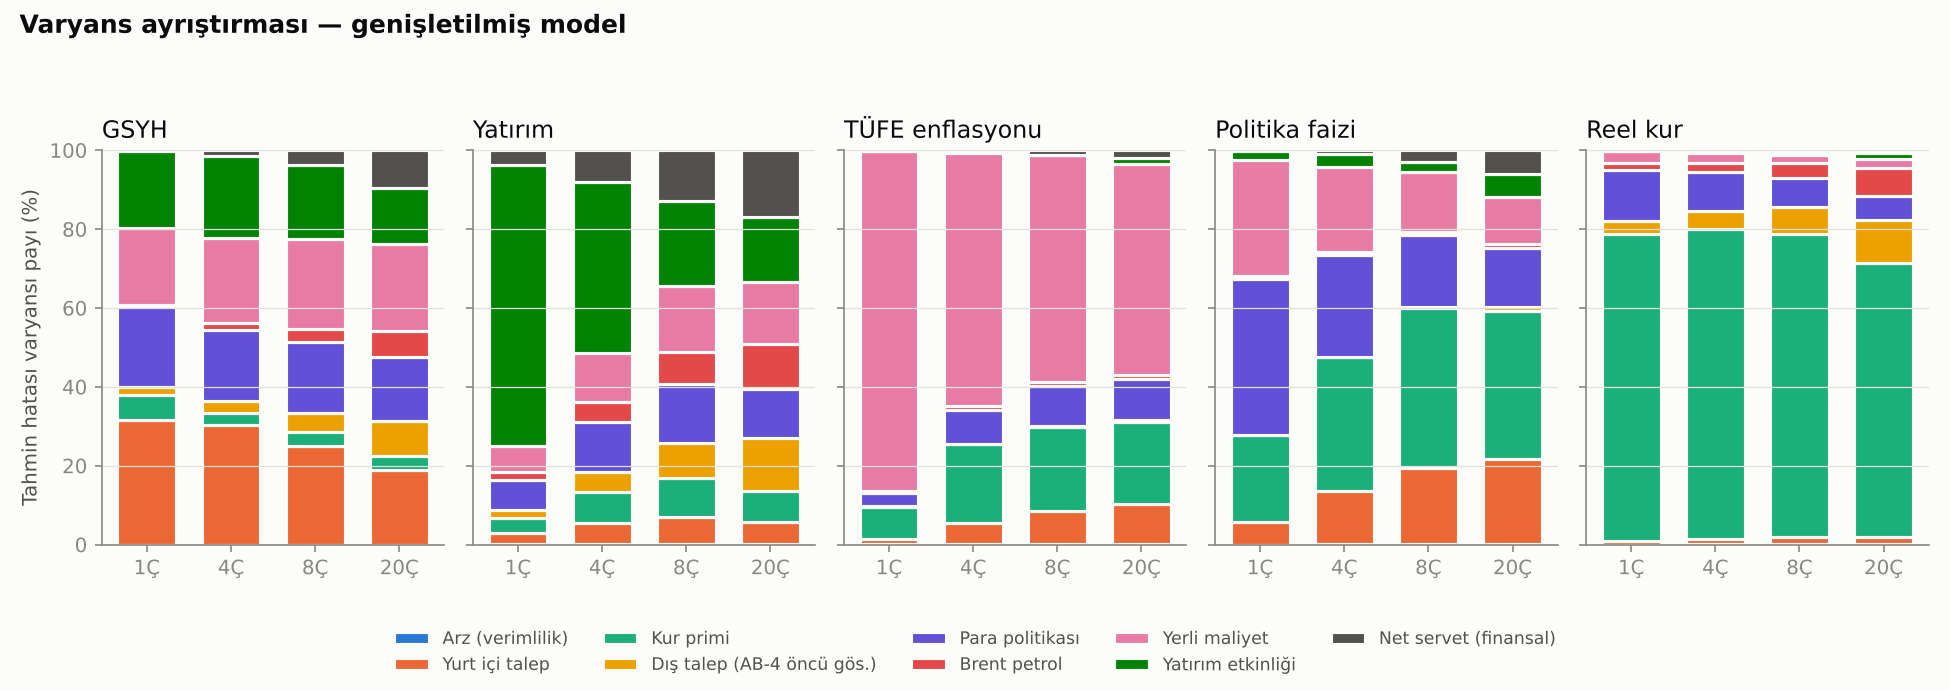 Varyans ayrıştırması — genişletilmiş model
GSYH
Yatırım
TÜFE enflasyonu
Politika faizi
Reel kur
Tahmin hatası varyansı payı (%)
100
80
60
40
20
0
1Ç 4Ç 8Ç 20Ç
1Ç 4Ç 8Ç 20Ç
1Ç 4Ç 8Ç 20Ç
1Ç 4Ç 8Ç 20Ç
1Ç 4Ç 8Ç 20Ç
Arz (verimlilik)
Yurt içi talep
Kur primi
Dış talep (AB-4 öncü gös.)
Para politikası
Brent petrol
Yerli maliyet
Yatırım etkinliği
Net servet (finansal)